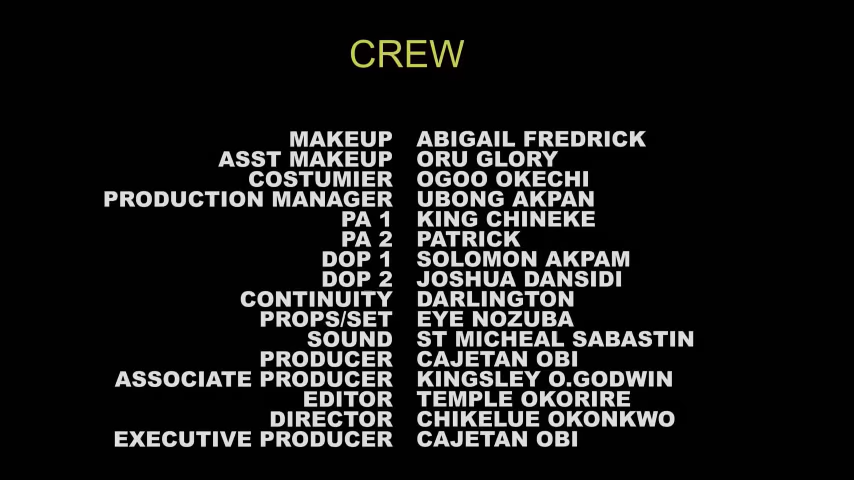 CREW
MAKEUP ABIGAIL FREDRICK
ASST MAKEUP ORU GLORY
COSTUMIER OGOO OKECHI
PRODUCTION MANAGER UBONG AKPAN
PA 1 KING CHINEKE
PA 2 PATRICK
DOP 1 SOLOMON AKPAM
DOP 2 JOSHUA DANSIDI
CONTINUITY DARLINGTON
PROPS/SET EYE NOZUBA
SOUND ST MICHEAL SABASTIN
PRODUCER CAJETAN OBI
ASSOCIATE PRODUCER KINGSLEY O.GODWIN
EDITOR TEMPLE OKORIRE
DIRECTOR CHIKELUE OKONKWO
EXECUTIVE PRODUCER CAJETAN OBI